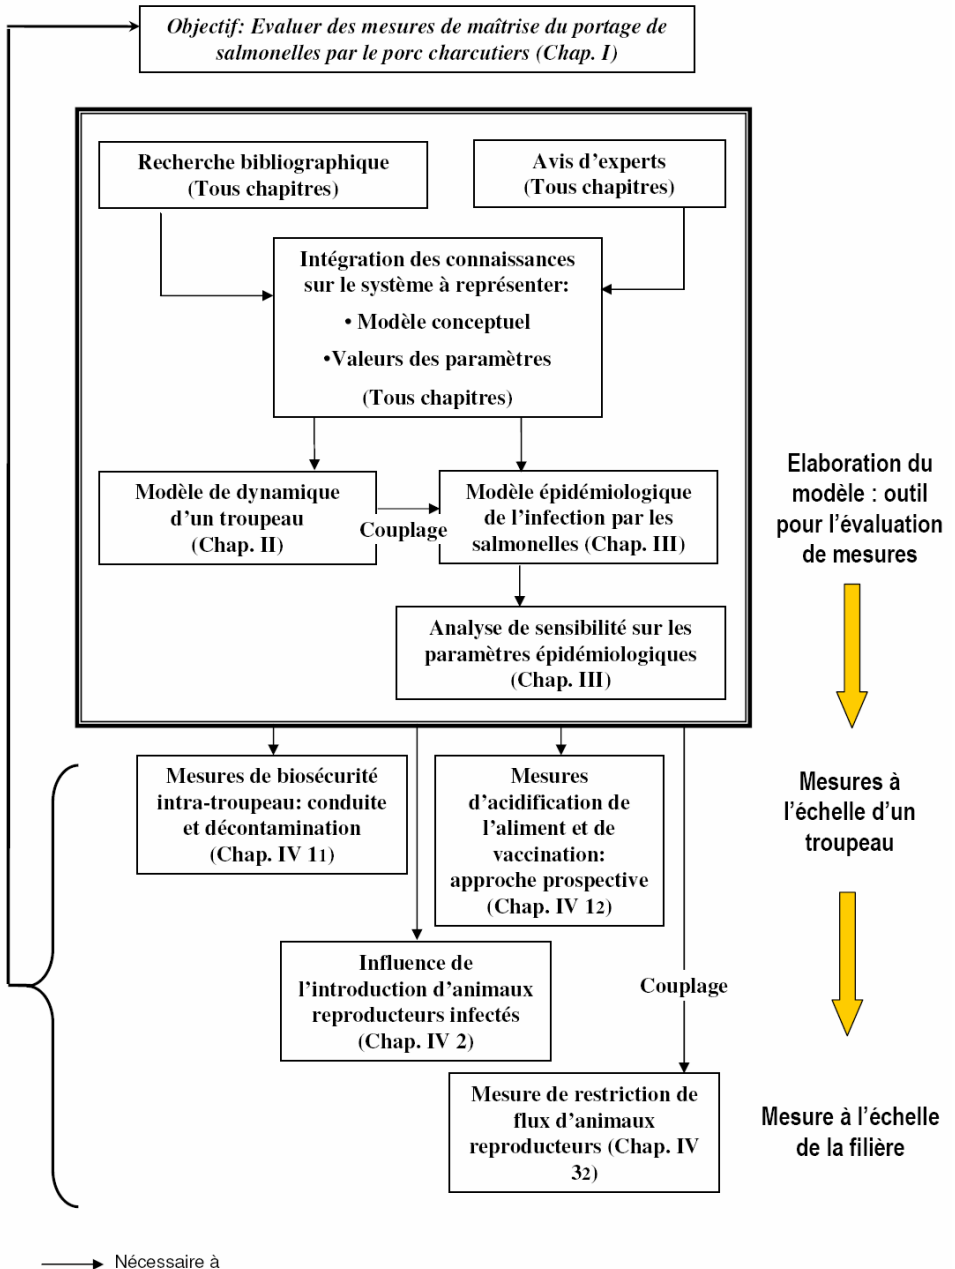 Objectif: Evaluer des mesures de maîtrise du portage de
salmonelles par le porc charcutiers (Chap. I)
Recherche bibliographique
(Tous chapitres)
Avis d'experts
(Tous chapitres)
Intégration des connaissances
sur le système à représenter:
• Modèle conceptuel
•Valeurs des paramètres
(Tous chapitres)
Modèle de dynamique
d'un troupeau
(Chap. II)
Couplage
Modèle épidémiologique
de l'infection par les
salmonelles (Chap. III)
Analyse de sensibilité sur les
paramètres épidémiologiques
(Chap. III)
Elaboration du
modèle : outil
pour l'évaluation
de mesures
Mesures de biosécurité
intra-troupeau: conduite
et décontamination
(Chap. IV 11)
Mesures
d'acidification de
l'aliment et de
vaccination:
approche prospective
(Chap. IV 12)
Mesures à
l'échelle d'un
troupeau
Influence de
l'introduction d'animaux
reproducteurs infectés
(Chap. IV 2)
Couplage
Mesure de restriction de
flux d'animaux
reproducteurs (Chap. IV
32)
Mesure à l'échelle
de la filière
Nécessaire à